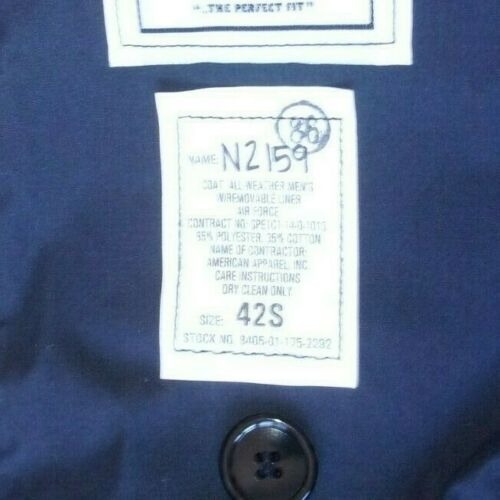 "..THE PERFECT FIT"
86
NAME: N2159
COAT, ALL-WEATHER MEN'S
W/REMOVABLE LINER
AIR FORCE
CONTRACT NO.
65% POLYESTER, 35% COTTON
NAME OF CONTRACTOR:
AMERICAN APPAREL, INC.
CARE INSTRUCTIONS
DRY CLEAN ONLY
SIZE: 42S
STOCK NO. 8405-01-175-2292